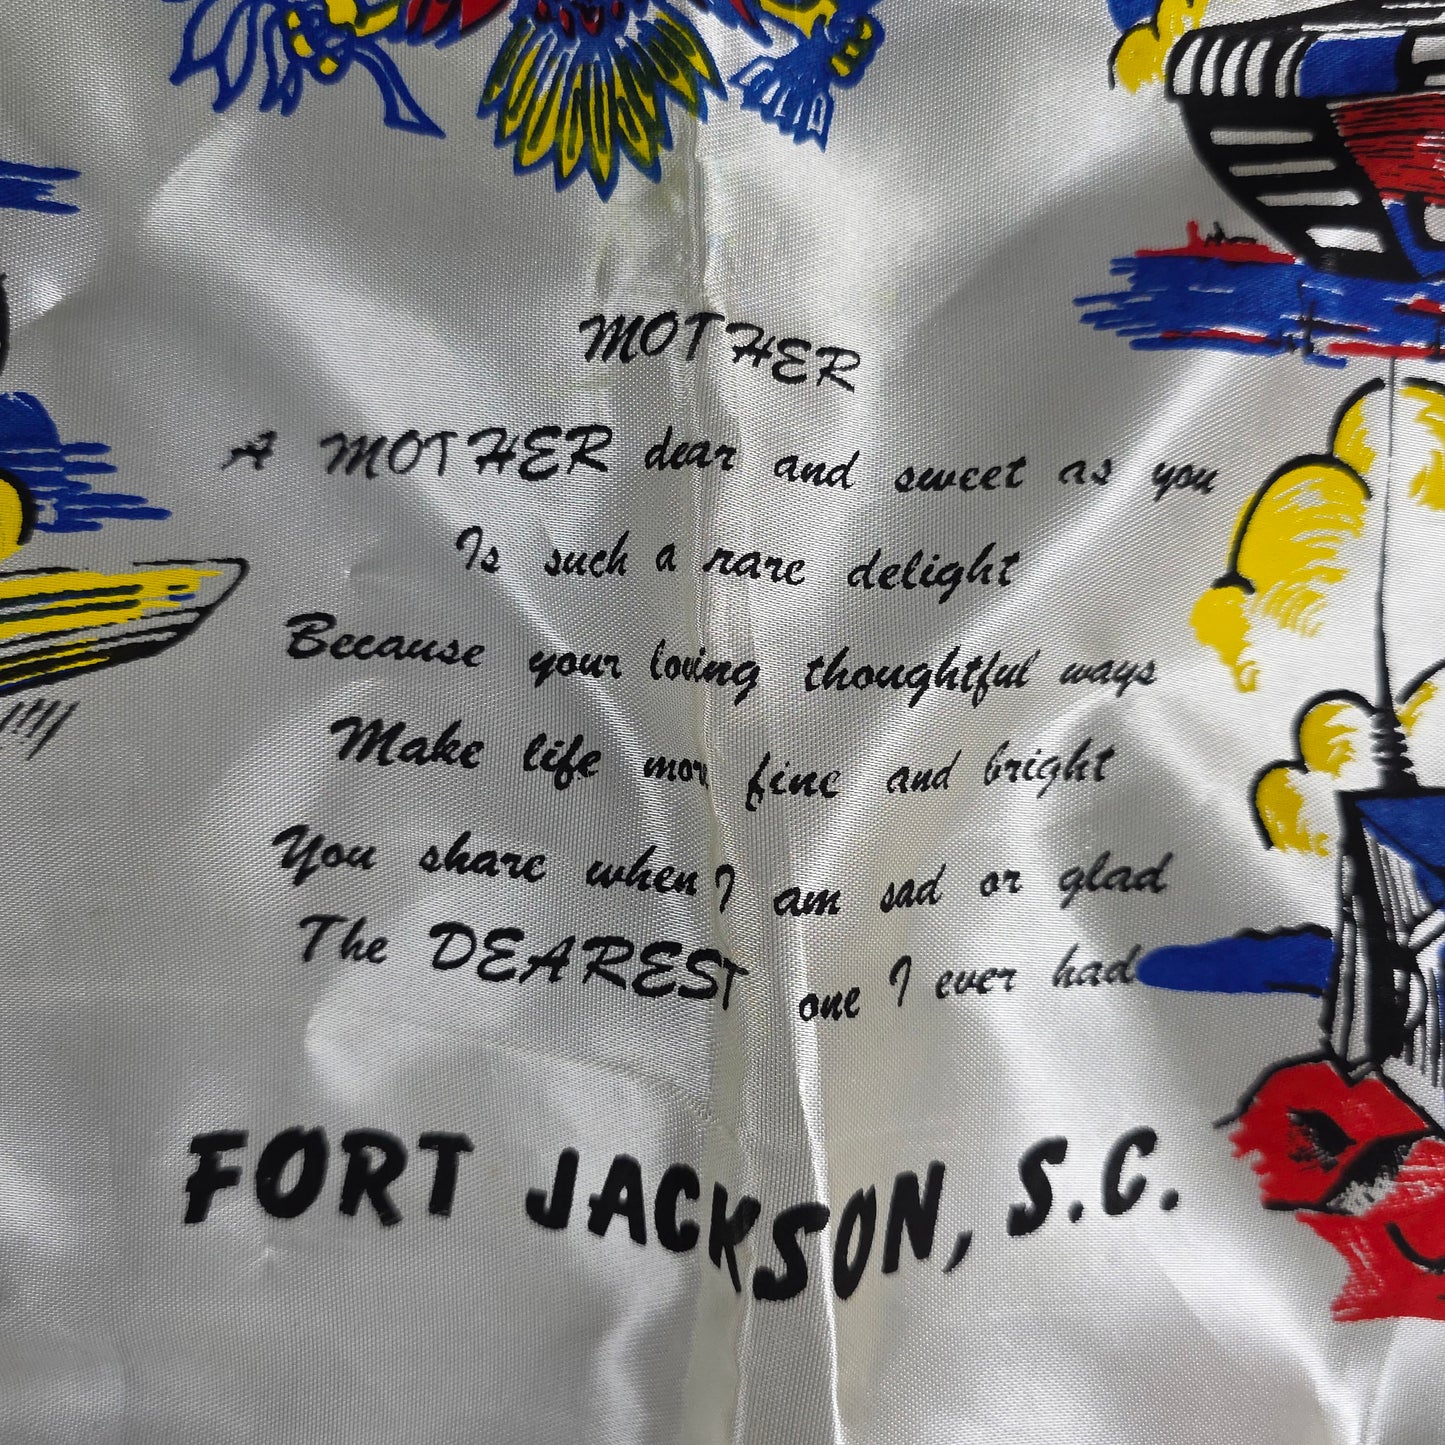 MOTHER
A MOTHER dear and sweet as you
Is such a rare delight
Because your loving thoughtful ways
Make life more fine and bright
You share when I am sad or glad
The DEAREST one I ever had
FORT JACKSON, S.C.